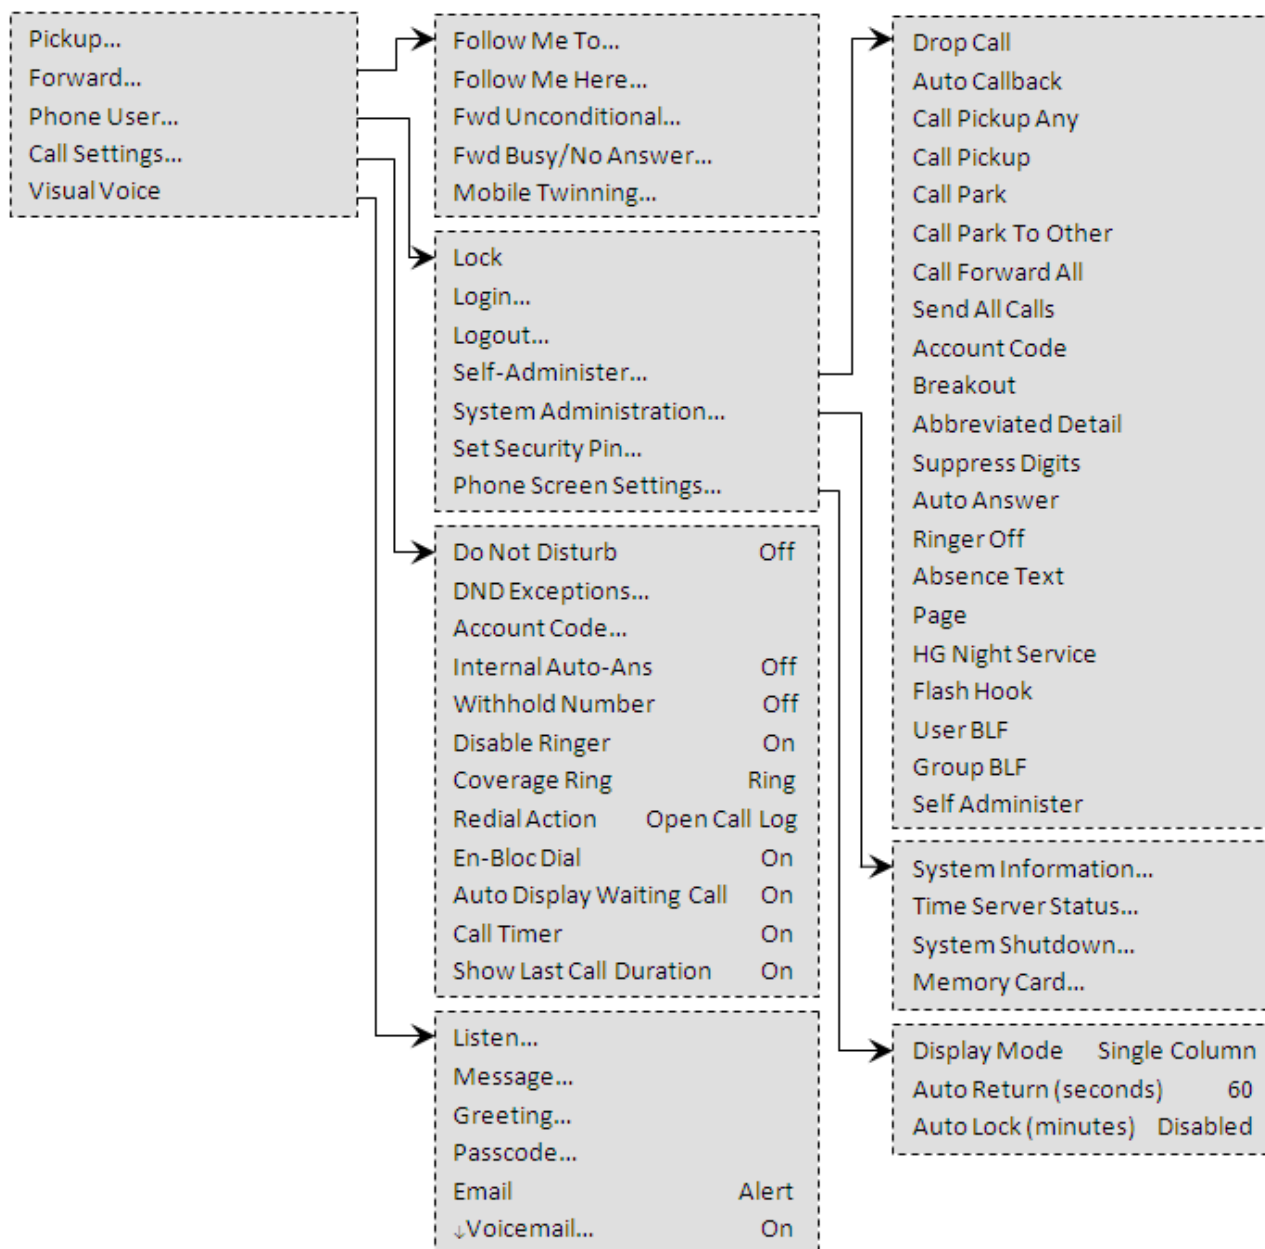 Pickup...
Forward...
Phone User...
Call Settings...
Visual Voice
Follow Me To...
Follow Me Here...
Fwd Unconditional...
Fwd Busy/No Answer...
Mobile Twinning...
Lock
Login...
Logout...
Self-Administer...
System Administration...
Set Security Pin...
Phone Screen Settings...
Do Not Disturb Off
DND Exceptions...
Account Code...
Internal Auto-Ans Off
Withhold Number Off
Disable Ringer On
Coverage Ring Ring
Redial Action Open Call Log
En-Bloc Dial On
Auto Display Waiting Call On
Call Timer On
Show Last Call Duration On
Listen...
Message...
Greeting...
Passcode...
Email Alert
↓Voicemail... On
Drop Call
Auto Callback
Call Pickup Any
Call Pickup
Call Park
Call Park To Other
Call Forward All
Send All Calls
Account Code
Breakout
Abbreviated Detail
Suppress Digits
Auto Answer
Ringer Off
Absence Text
Page
HG Night Service
Flash Hook
User BLF
Group BLF
Self Administer
System Information...
Time Server Status...
System Shutdown...
Memory Card...
Display Mode Single Column
Auto Return (seconds) 60
Auto Lock (minutes) Disabled